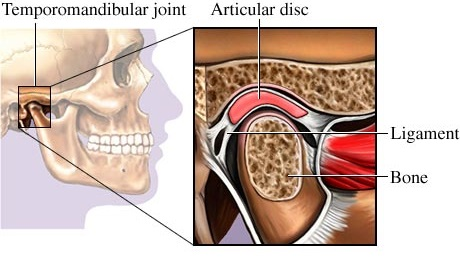 Temporomandibular joint
Articular disc
Ligament
Bone